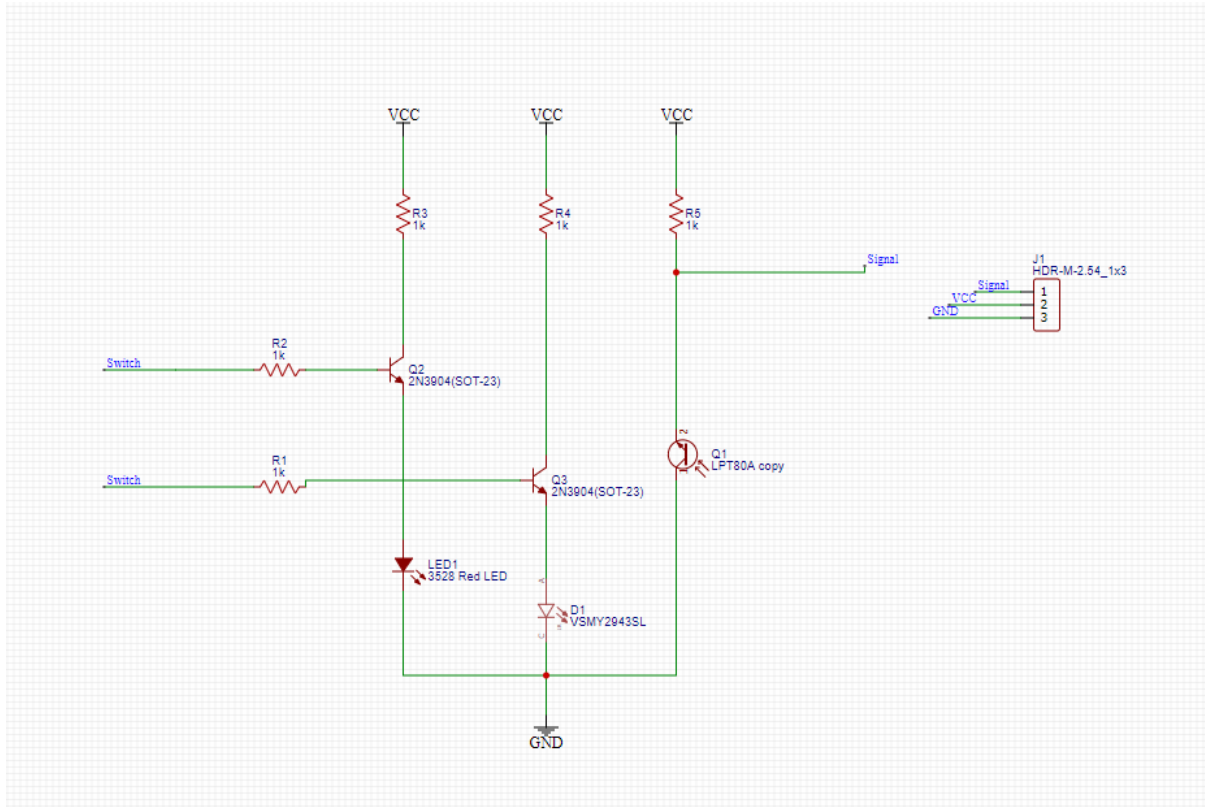 VCC
VCC
VCC
R3
1k
R4
1k
R5
1k
Signal
J1
HDR-M-2.54_1x3
Signal
1
VCC
2
GND
3
Switch
R2
1k
Q2
2N3904(SOT-23)
2
Q1
LPT80A copy
1
Switch
R1
1k
Q3
2N3904(SOT-23)
LED1
3528 Red LED
A
D1
VSMY2943SL
C
GND